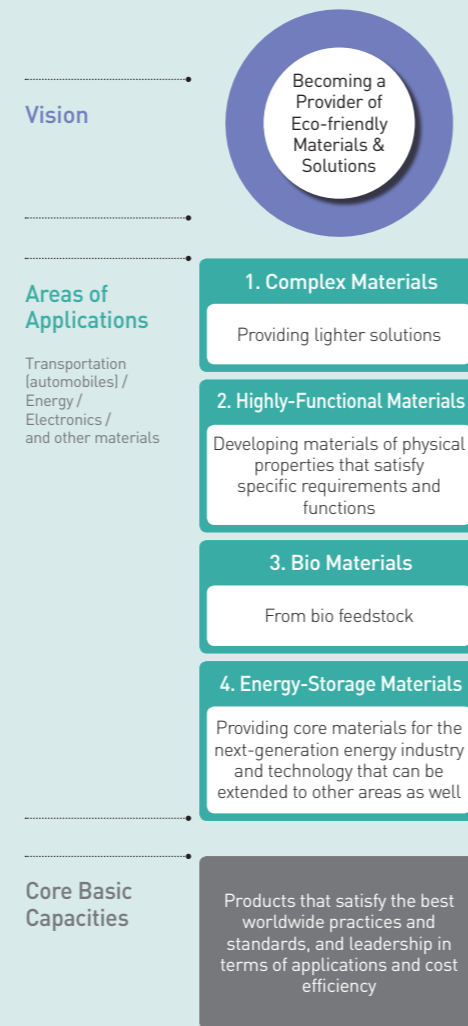 Vision
Becoming a
Provider of
Eco-friendly
Materials &
Solutions
Areas of
Applications
Transportation
(automobiles) /
Energy /
Electronics /
and other materials
1. Complex Materials
Providing lighter solutions
2. Highly-Functional Materials
Developing materials of physical
properties that satisfy
specific requirements and
functions
3. Bio Materials
From bio feedstock
4. Energy-Storage Materials
Providing core materials for the
next-generation energy industry
and technology that can be
extended to other areas as well
Core Basic
Capacities
Products that satisfy the best
worldwide practices and
standards, and leadership in
terms of applications and cost
efficiency